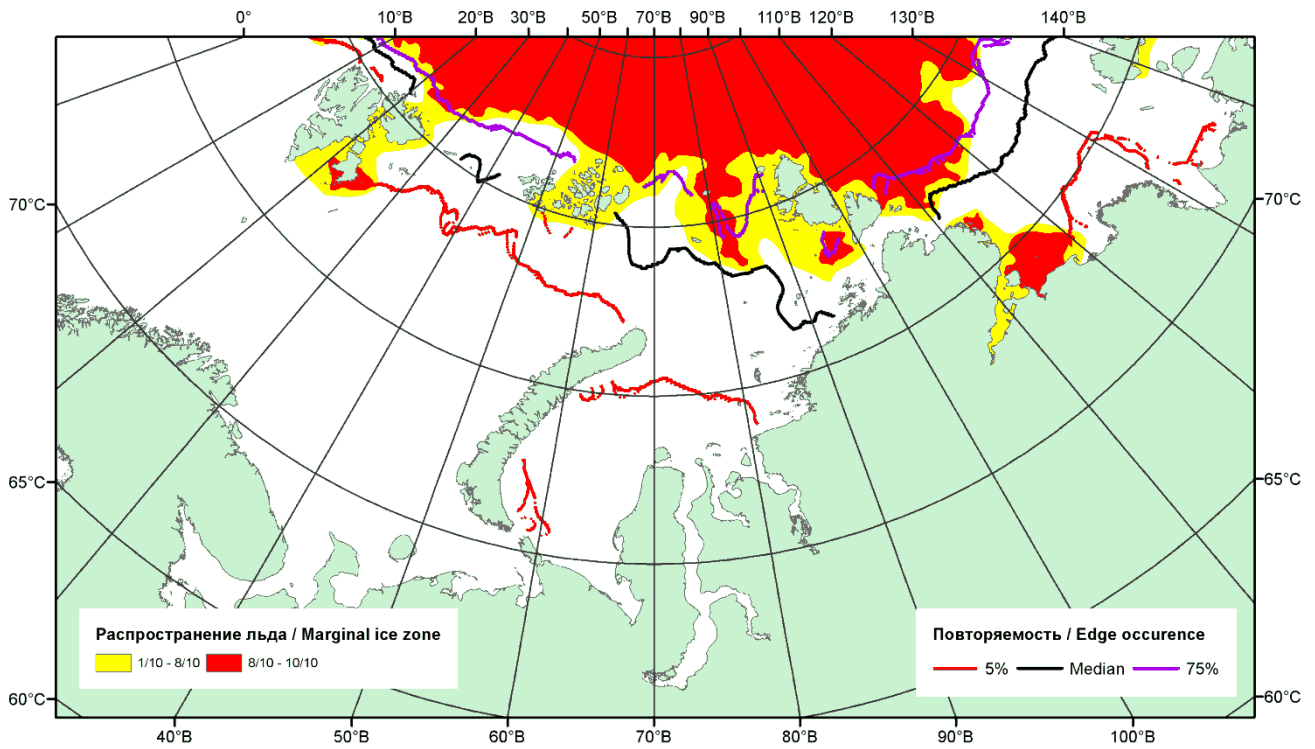 0° 10°В 20°В 30°В 50°В 70°В 90°В 110°В 120°В 130°В 140°В
70°С 70°С
65°С 65°С
Распространение льда / Marginal ice zone
1/10 - 8/10 8/10 - 10/10
Повторяемость / Edge occurence
5% Median 75%
60°С 60°С
40°В 50°В 60°В 70°В 80°В 90°В 100°В